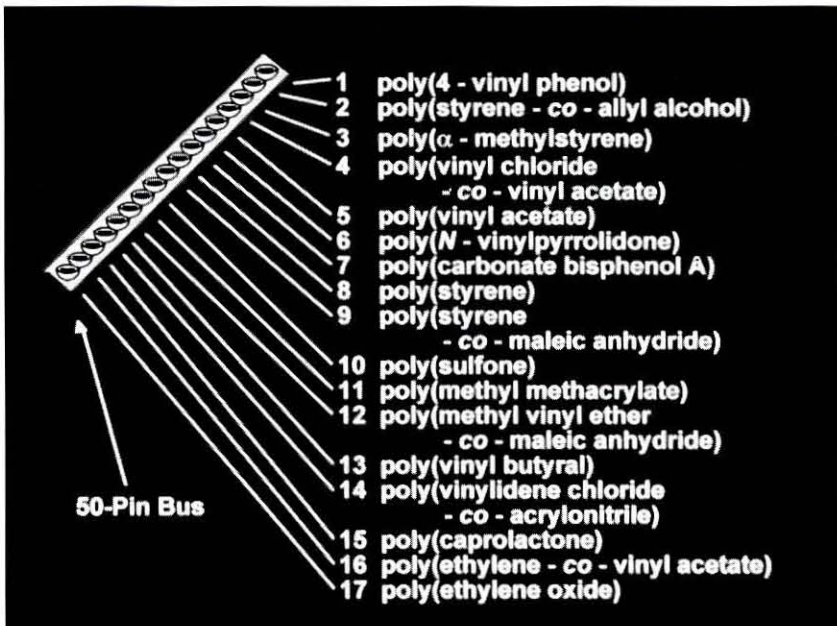 1 poly(4 - vinyl phenol)
2 poly(styrene - co - allyl alcohol)
3 poly(α - methylstyrene)
4 poly(vinyl chloride
- co - vinyl acetate)
5 poly(vinyl acetate)
6 poly(N - vinylpyrrolidone)
7 poly(carbonate bisphenol A)
8 poly(styrene)
9 poly(styrene
- co - maleic anhydride)
10 poly(sulfone)
11 poly(methyl methacrylate)
12 poly(methyl vinyl ether
- co - maleic anhydride)
13 poly(vinyl butyral)
14 poly(vinylidene chloride
- co - acrylonitrile)
15 poly(caprolactone)
16 poly(ethylene - co - vinyl acetate)
17 poly(ethylene oxide)
50-Pin Bus